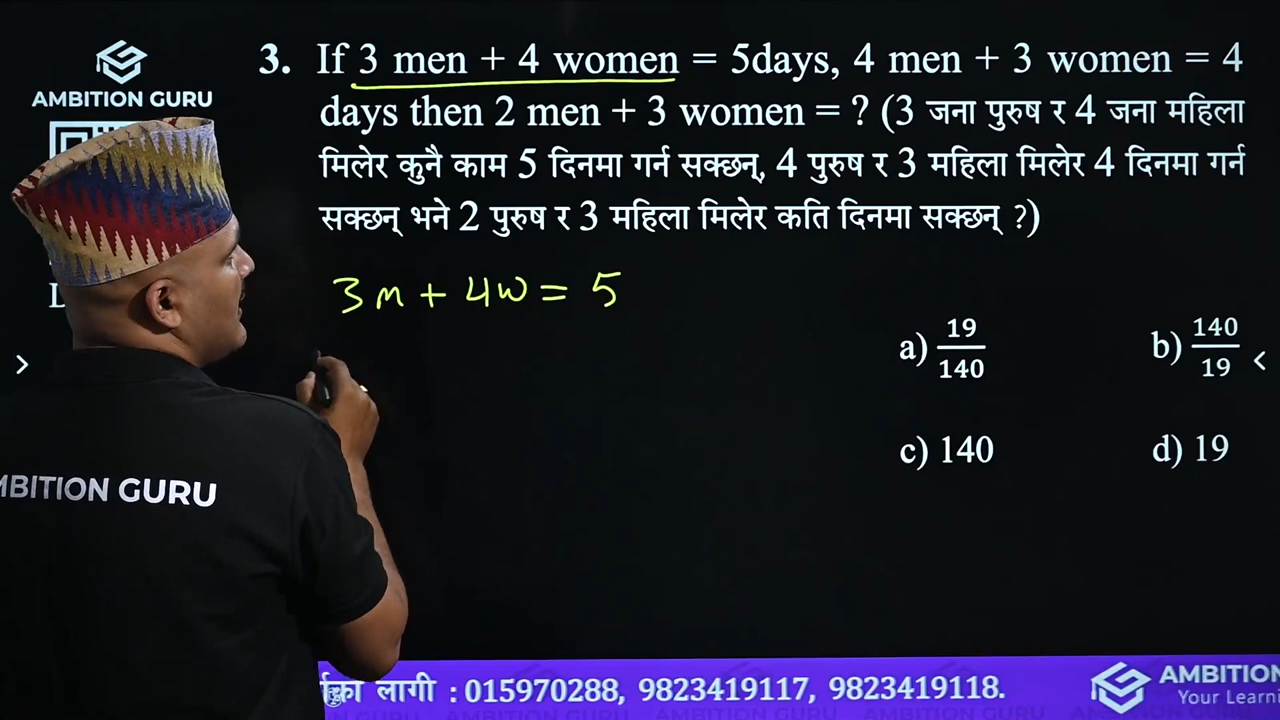 AMBITION GURU
3. If 3 men + 4 women = 5days, 4 men + 3 women = 4
days then 2 men + 3 women = ? (3 जना पुरुष र 4 जना महिला
मिलेर कुनै काम 5 दिनमा गर्न सक्छन्, 4 पुरुष र 3 महिला मिलेर 4 दिनमा गर्न
सक्छन् भने 2 पुरुष र 3 महिला मिलेर कति दिनमा सक्छन् ?)
3m + 4w = 5
a) 19/140
b) 140/19
c) 140
d) 19
MBITION GURU
लागी : 015970288, 9823419117, 9823419118.
AMBITION
Your Learni